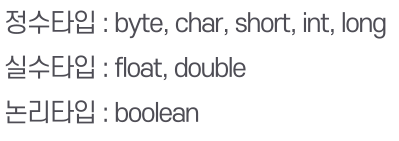 정수타입 : byte, char, short, int, long
실수타입 : float, double
논리타입 : boolean